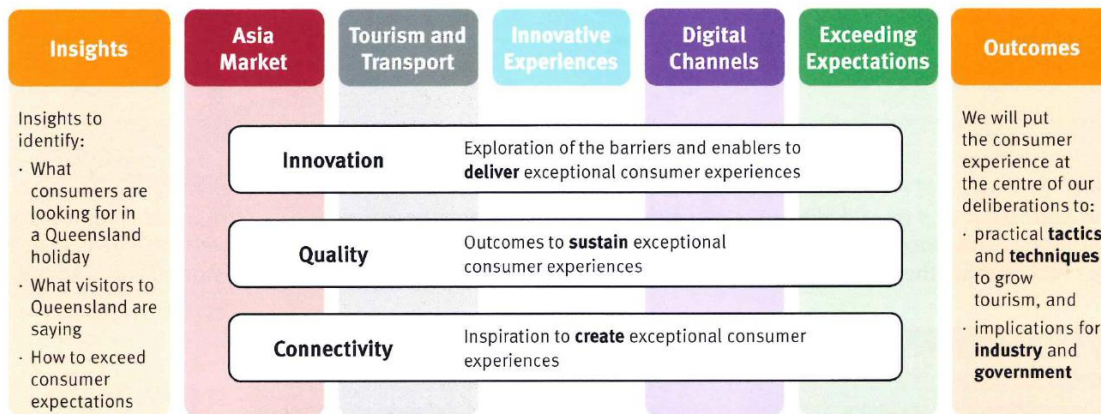 Insights
Insights to
identify:
· What
consumers are
looking for in
a Queensland
holiday
· What visitors to
Queensland are
saying
· How to exceed
consumer
expectations
Asia
Market
Tourism and
Transport
Innovative
Experiences
Digital
Channels
Exceeding
Expectations
Innovation
Exploration of the barriers and enablers to
deliver exceptional consumer experiences
Quality
Outcomes to sustain exceptional
consumer experiences
Connectivity
Inspiration to create exceptional consumer
experiences
Outcomes
We will put
the consumer
experience at
the centre of our
deliberations to:
· practical tactics
and techniques
to grow
tourism, and
· implications for
industry and
government